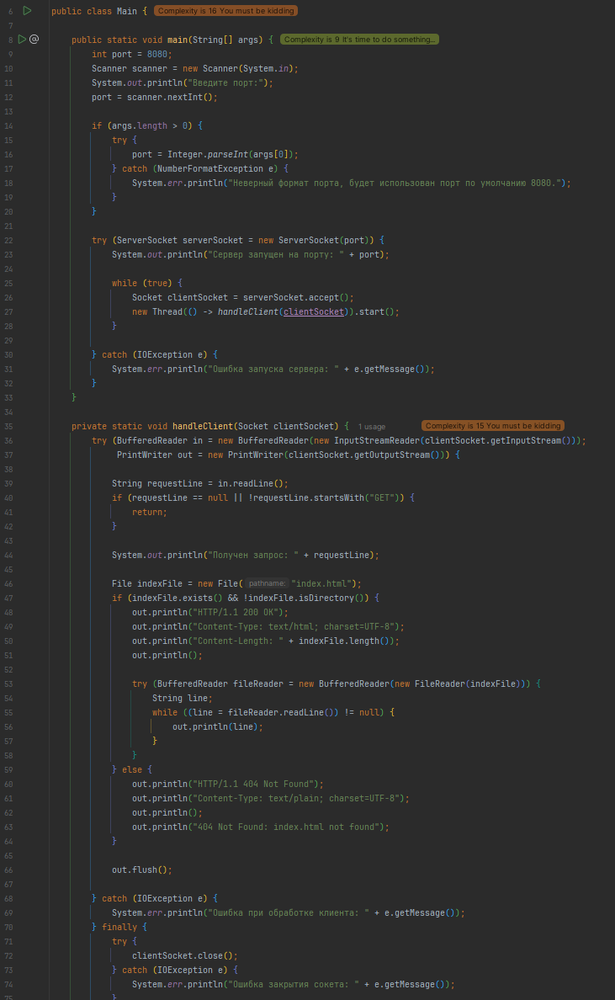 6 public class Main { Complexity is 16 You must be kidding
7
8 public static void main(String[] args) { Complexity is 9 It's time to do something...
9 int port = 8080;
10 Scanner scanner = new Scanner(System.in);
11 System.out.println("Введите порт:");
12 port = scanner.nextInt();
13
14 if (args.length > 0) {
15 try {
16 port = Integer.parseInt(args[0]);
17 } catch (NumberFormatException e) {
18 System.err.println("Неверный формат порта, будет использован порт по умолчанию 8080.");
19 }
20 }
21
22 try (ServerSocket serverSocket = new ServerSocket(port)) {
23 System.out.println("Сервер запущен на порту: " + port);
24
25 while (true) {
26 Socket clientSocket = serverSocket.accept();
27 new Thread(() -> handleClient(clientSocket)).start();
28 }
29
30 } catch (IOException e) {
31 System.err.println("Ошибка запуска сервера: " + e.getMessage());
32 }
33 }
34
35 private static void handleClient(Socket clientSocket) { 1 usage Complexity is 15 You must be kidding
36 try (BufferedReader in = new BufferedReader(new InputStreamReader(clientSocket.getInputStream()));
37 PrintWriter out = new PrintWriter(clientSocket.getOutputStream())) {
38
39 String requestLine = in.readLine();
40 if (requestLine == null || !requestLine.startsWith("GET")) {
41 return;
42 }
43
44 System.out.println("Получен запрос: " + requestLine);
45
46 File indexFile = new File( pathname: "index.html");
47 if (indexFile.exists() && !indexFile.isDirectory()) {
48 out.println("HTTP/1.1 200 OK");
49 out.println("Content-Type: text/html; charset=UTF-8");
50 out.println("Content-Length: " + indexFile.length());
51 out.println();
52
53 try (BufferedReader fileReader = new BufferedReader(new FileReader(indexFile))) {
54 String line;
55 while ((line = fileReader.readLine()) != null) {
56 out.println(line);
57 }
58 }
59 } else {
60 out.println("HTTP/1.1 404 Not Found");
61 out.println("Content-Type: text/plain; charset=UTF-8");
62 out.println();
63 out.println("404 Not Found: index.html not found");
64 }
65
66 out.flush();
67
68 } catch (IOException e) {
69 System.err.println("Ошибка при обработке клиента: " + e.getMessage());
70 } finally {
71 try {
72 clientSocket.close();
73 } catch (IOException e) {
74 System.err.println("Ошибка закрытия сокета: " + e.getMessage());
75 }